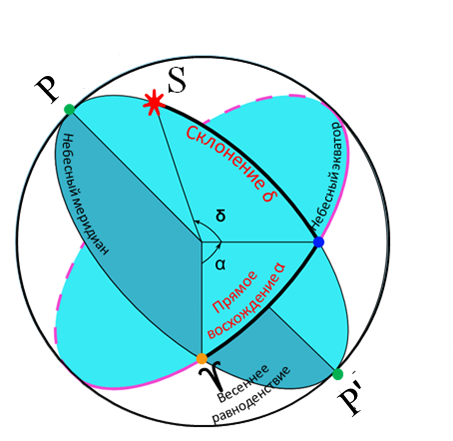 P
S
Склонение δ
Небесный экватор
Небесный меридиан
δ
α
Прямое
восхождение α
♈
Весеннее
равноденствие
P'